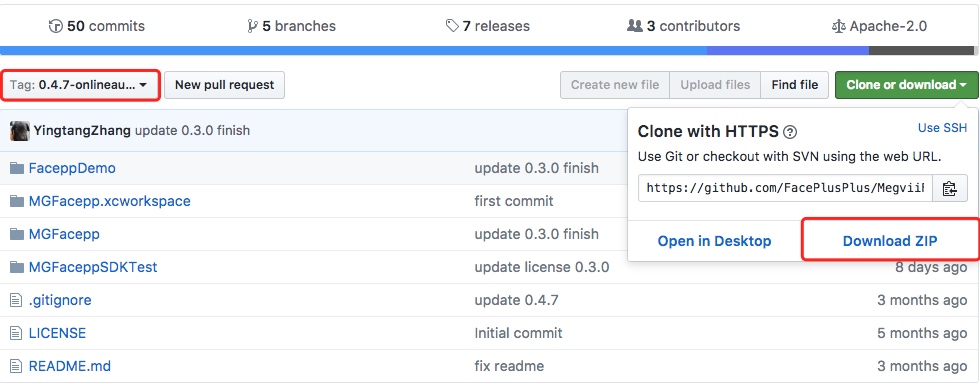 50 commits 5 branches 7 releases 3 contributors Apache-2.0
Tag: 0.4.7-onlineau... New pull request Create new file Upload files Find file Clone or download
YingtangZhang update 0.3.0 finish
Clone with HTTPS ? Use SSH
Use Git or checkout with SVN using the web URL.
https://github.com/FacePlusPlus/Megvii
Open in Desktop Download ZIP
FaceppDemo update 0.3.0 finish
MGFacepp.xcworkspace first commit
MGFacepp update 0.3.0 finish
MGFaceppSDKTest update license 0.3.0 8 days ago
.gitignore update 0.4.7 3 months ago
LICENSE Initial commit 5 months ago
README.md fix readme 3 months ago